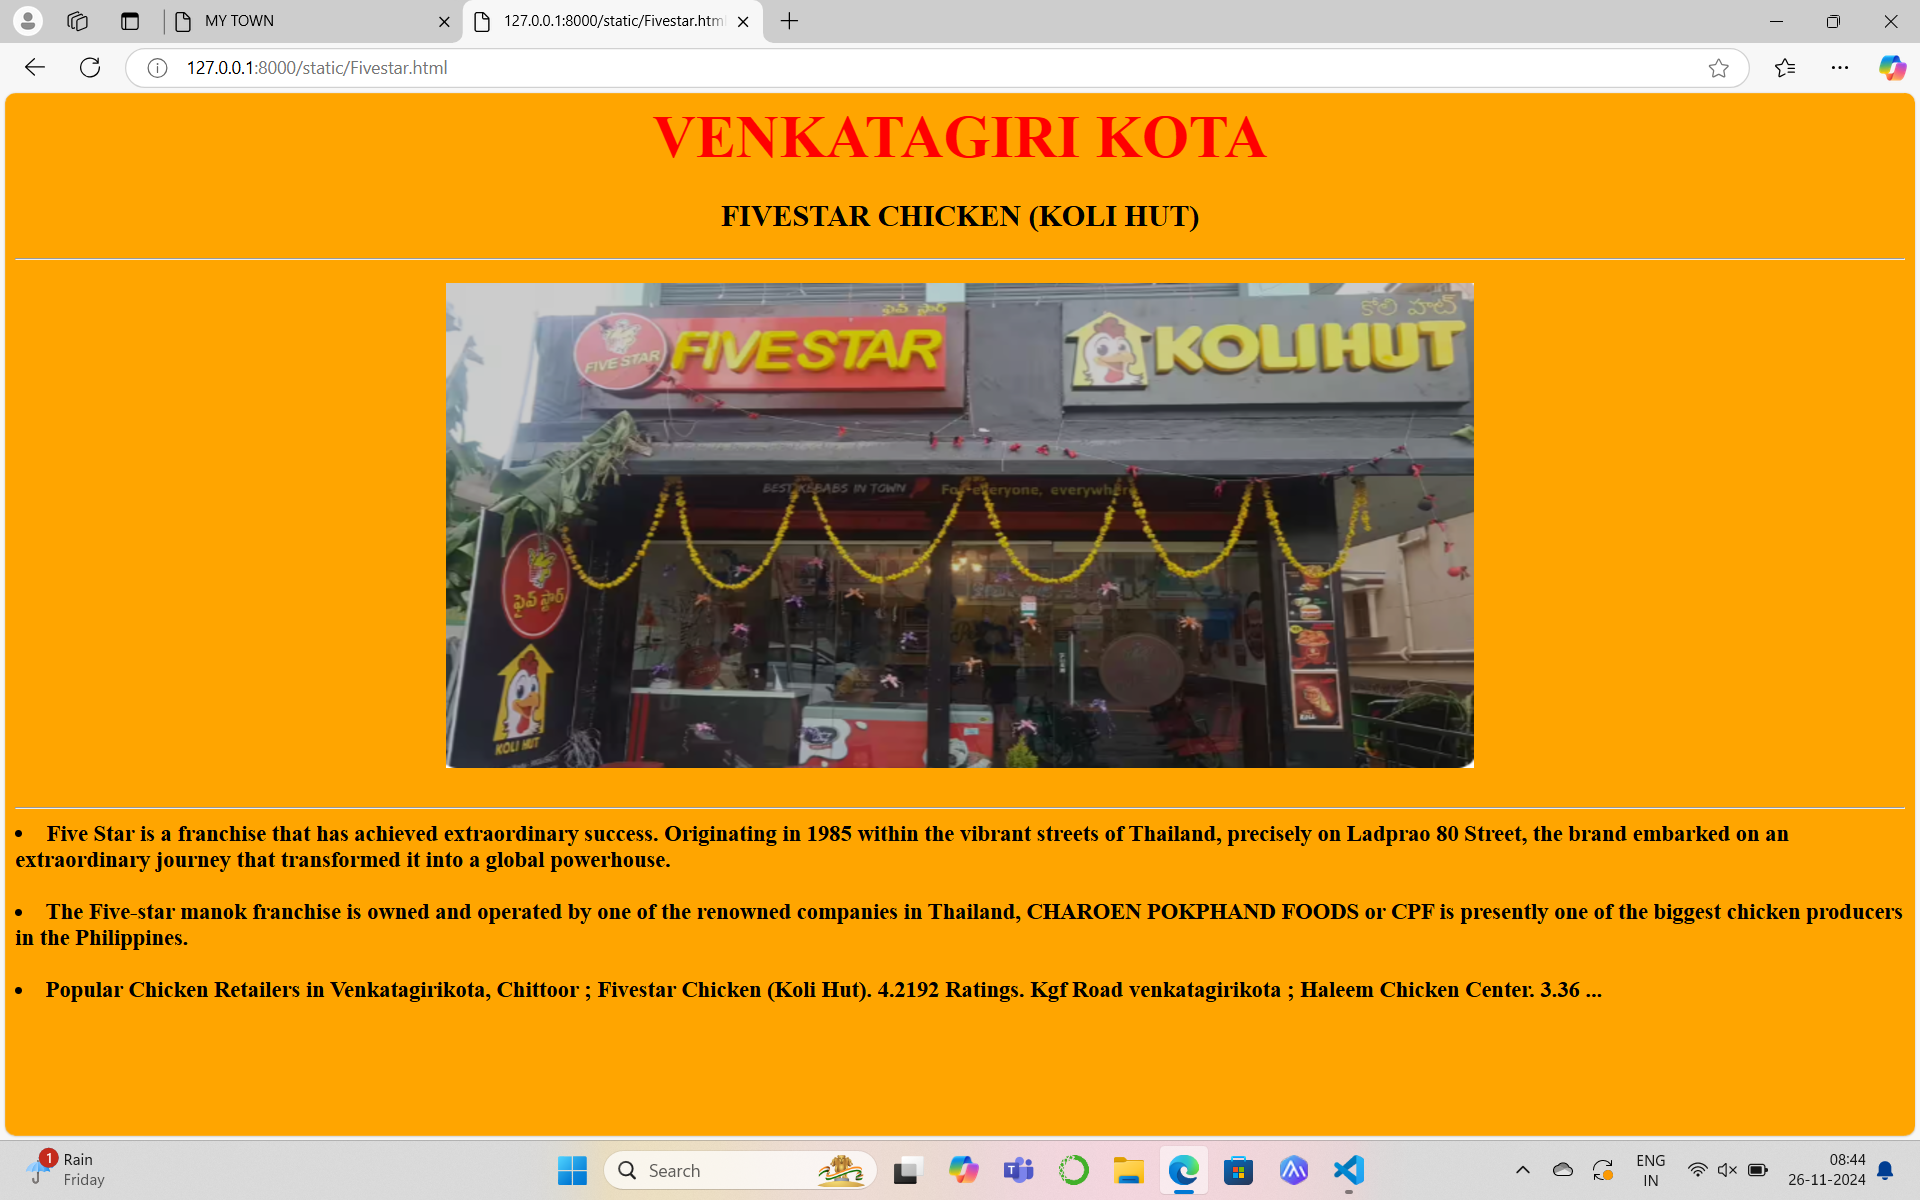 MY TOWN
127.0.0.1:8000/static/Fivestar.htm
127.0.0.1:8000/static/Fivestar.html
VENKATAGIRI KOTA
FIVESTAR CHICKEN (KOLI HUT)
ఫైవ్ స్టార్
కోలి హట్
FIVE STAR
FIVESTAR
KOLIHUT
BEST KEBABS IN TOWN
For everyone, everywhere
ఫైవ్ స్టార్
KOLI HUT
• Five Star is a franchise that has achieved extraordinary success. Originating in 1985 within the vibrant streets of Thailand, precisely on Ladprao 80 Street, the brand embarked on an
extraordinary journey that transformed it into a global powerhouse.
• The Five-star manok franchise is owned and operated by one of the renowned companies in Thailand, CHAROEN POKPHAND FOODS or CPF is presently one of the biggest chicken producers
in the Philippines.
• Popular Chicken Retailers in Venkatagirikota, Chittoor ; Fivestar Chicken (Koli Hut). 4.2192 Ratings. Kgf Road venkatagirikota ; Haleem Chicken Center. 3.36 ...
1
Rain
Friday
Search
ENG
IN
08:44
26-11-2024